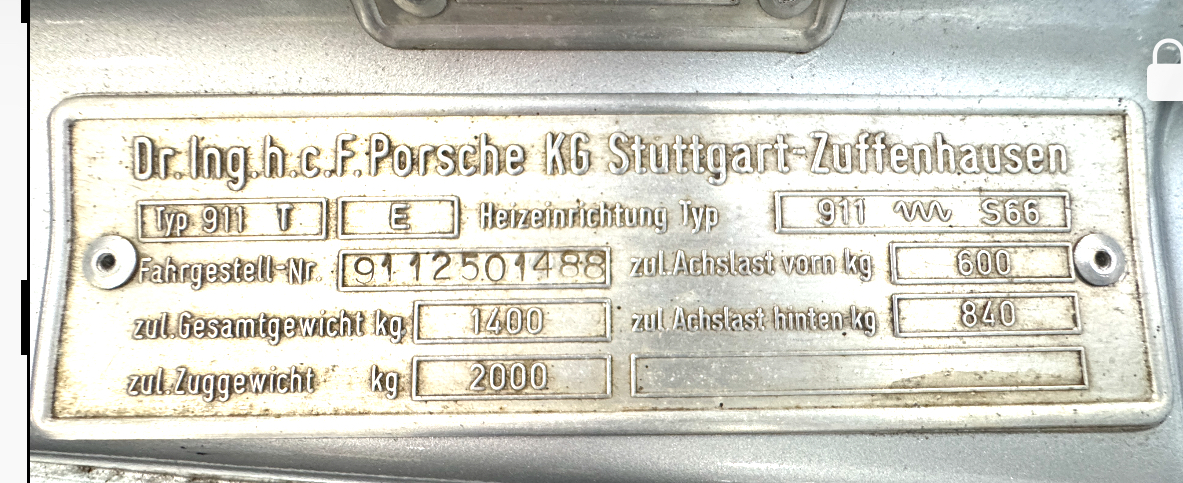 Dr.Ing.h.c.F.Porsche KG Stuttgart-Zuffenhausen
Typ 911 T E Heizeinrichtung Typ 911 S66
Fahrgestell-Nr. 9112501488 zul.Achslast vorn kg 600
zul.Gesamtgewicht kg 1400 zul.Achslast hinten kg 840
zul.Zuggewicht kg 2000